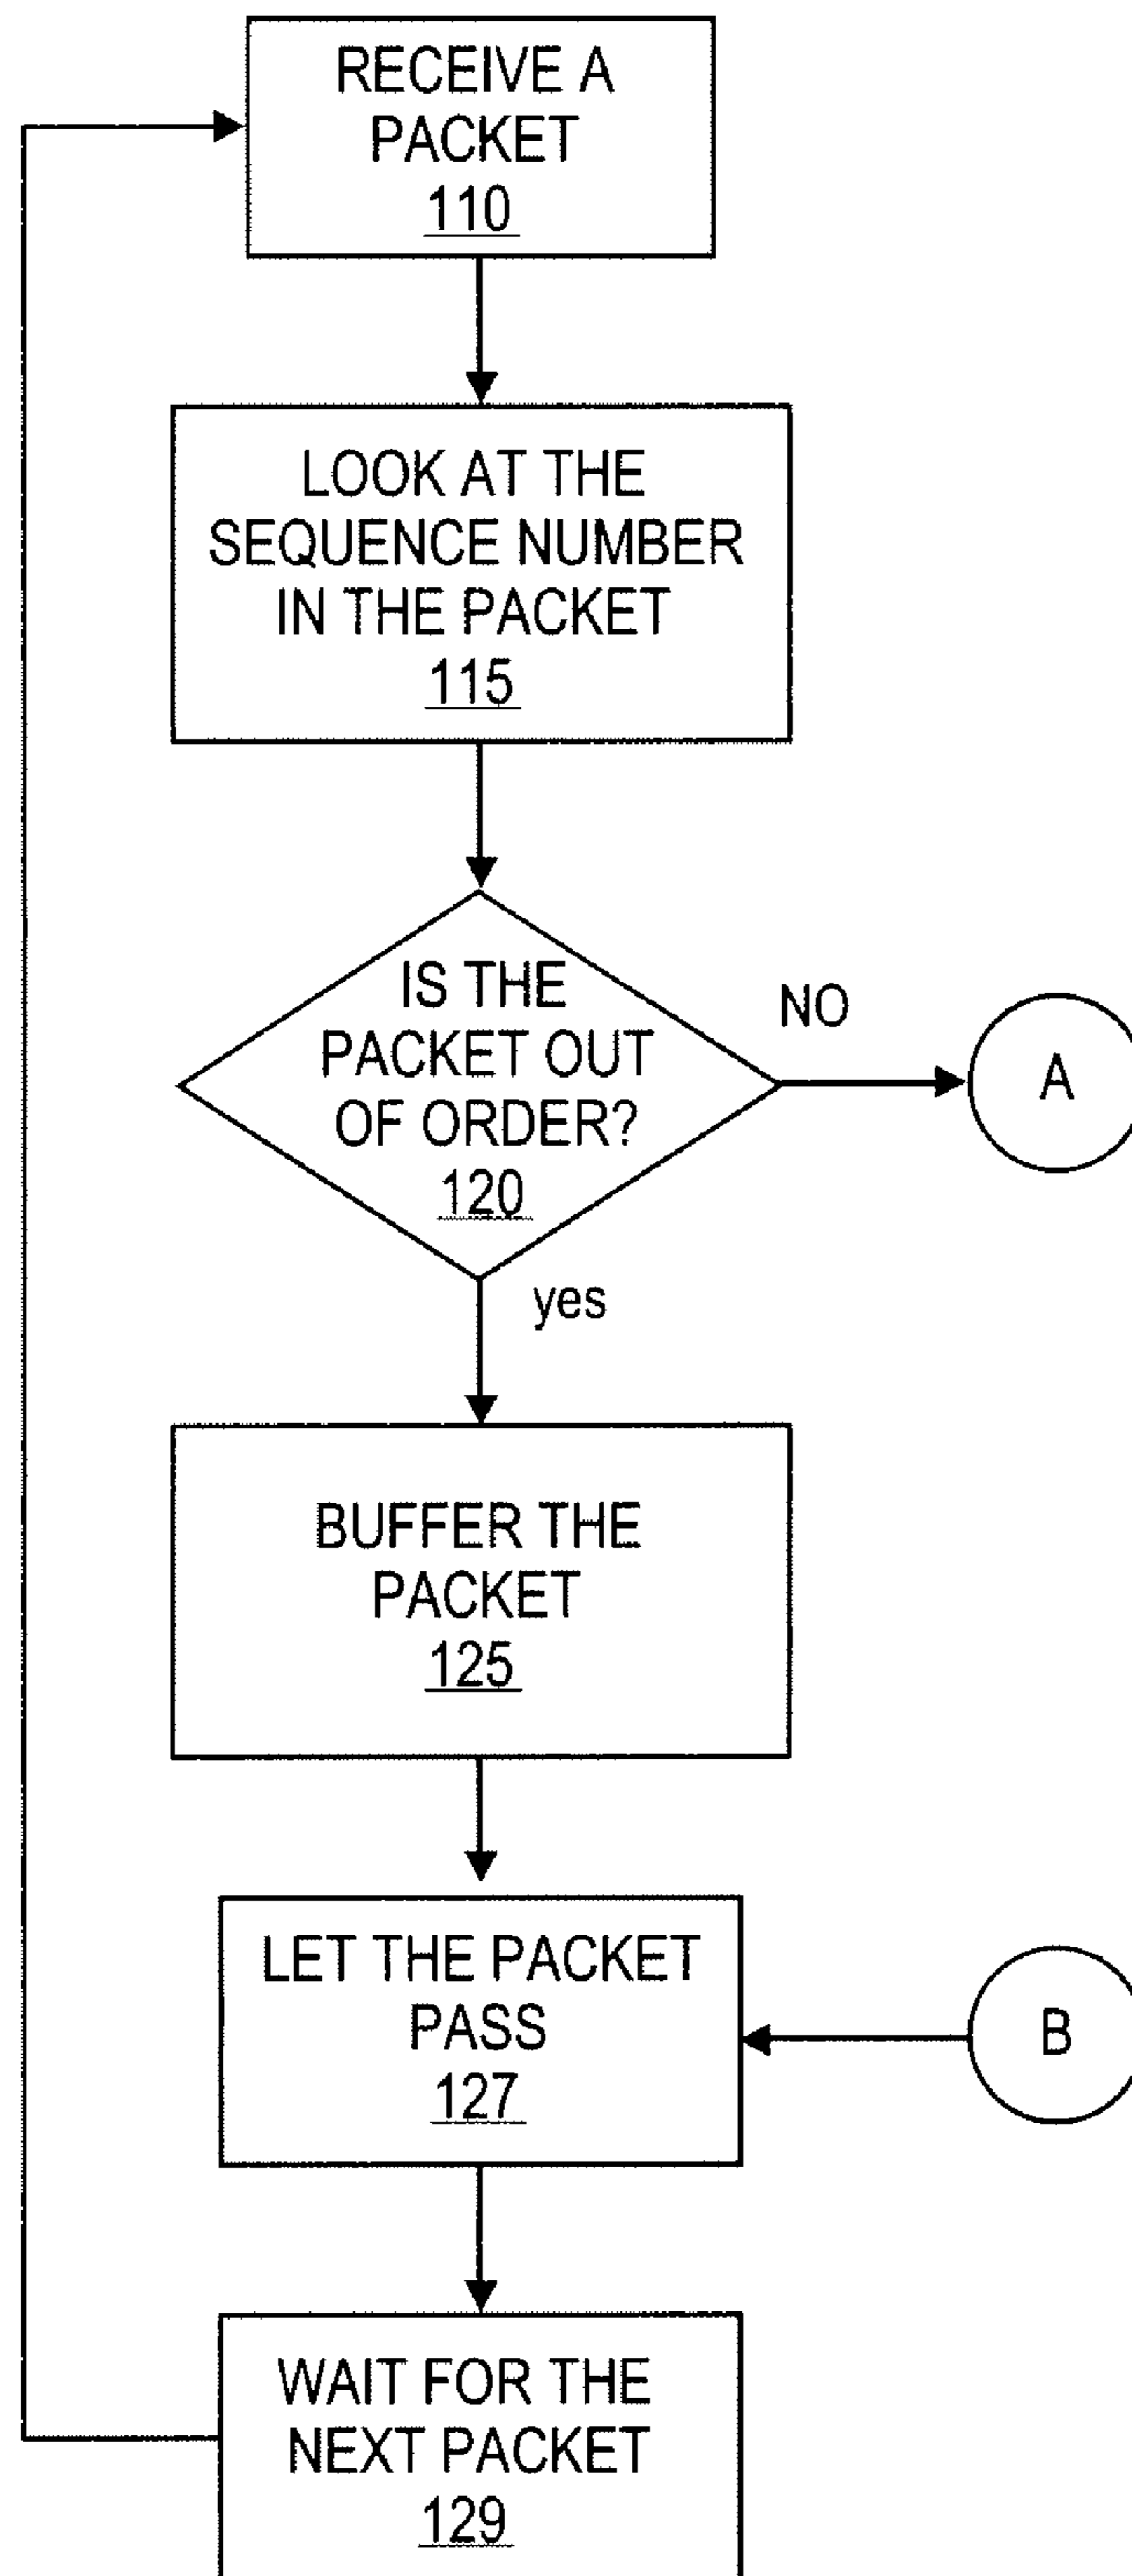 RECEIVE A
PACKET
110
LOOK AT THE
SEQUENCE NUMBER
IN THE PACKET
115
IS THE
PACKET OUT
OF ORDER?
120
NO
A
yes
BUFFER THE
PACKET
125
LET THE PACKET
PASS
127
B
WAIT FOR THE
NEXT PACKET
129